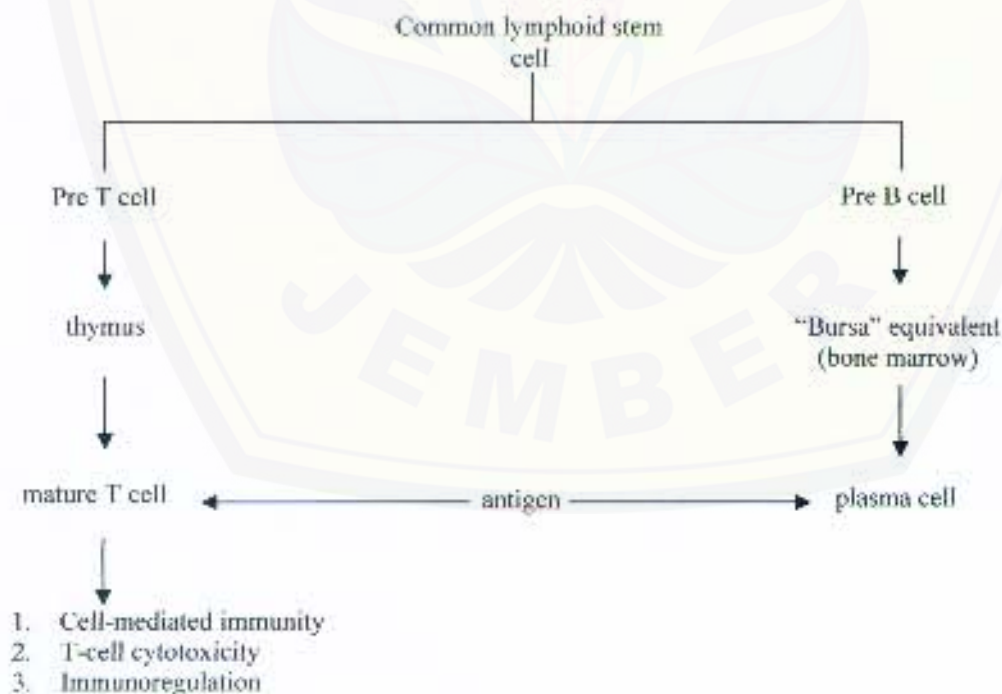 Common lymphoid stem
cell
Pre T cell
Pre B cell
thymus
“Bursa” equivalent
(bone marrow)
mature T cell
antigen
plasma cell
1. Cell-mediated immunity
2. T-cell cytotoxicity
3. Immunoregulation
JEMBER